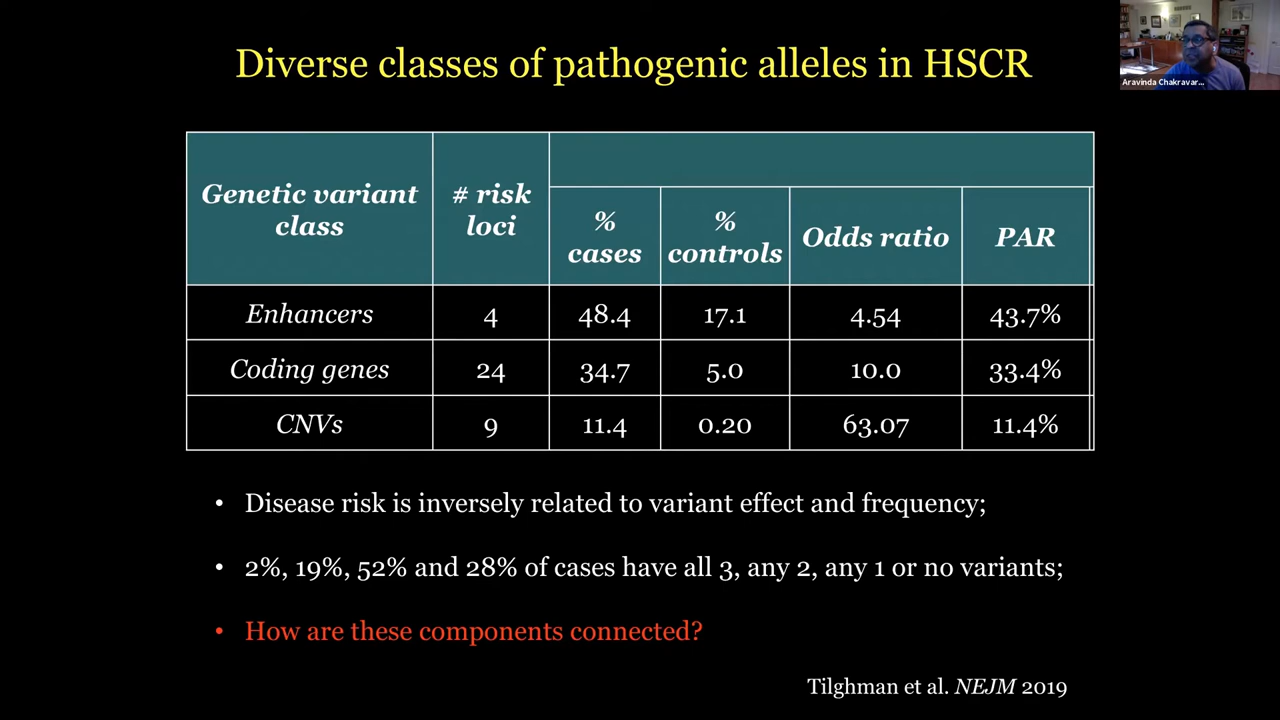 Diverse classes of pathogenic alleles in HSCR
Aravinda Chakravar...
Genetic variant class
# risk loci
% cases
% controls
Odds ratio
PAR
Enhancers 4 48.4 17.1 4.54 43.7%
Coding genes 24 34.7 5.0 10.0 33.4%
CNVs 9 11.4 0.20 63.07 11.4%
• Disease risk is inversely related to variant effect and frequency;
• 2%, 19%, 52% and 28% of cases have all 3, any 2, any 1 or no variants;
• How are these components connected?
Tilghman et al. NEJM 2019